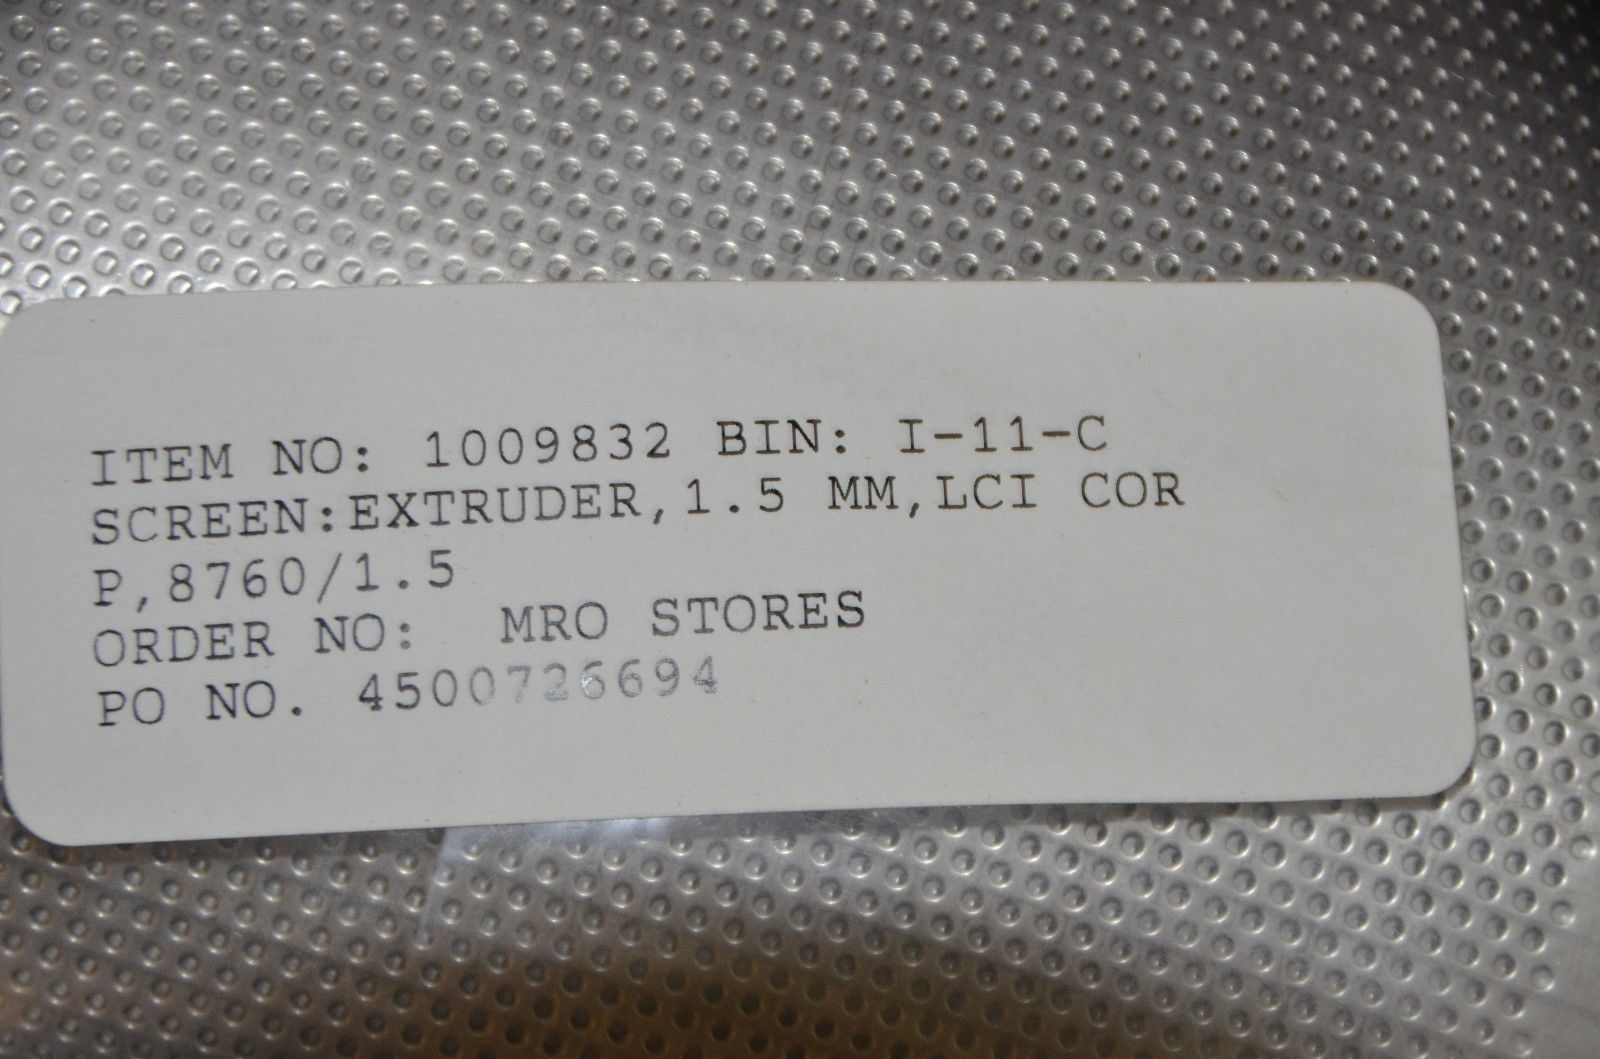 ITEM NO: 1009832 BIN: I-11-C
SCREEN:EXTRUDER,1.5 MM,LCI COR
P,8760/1.5
ORDER NO: MRO STORES
PO NO. 4500726694